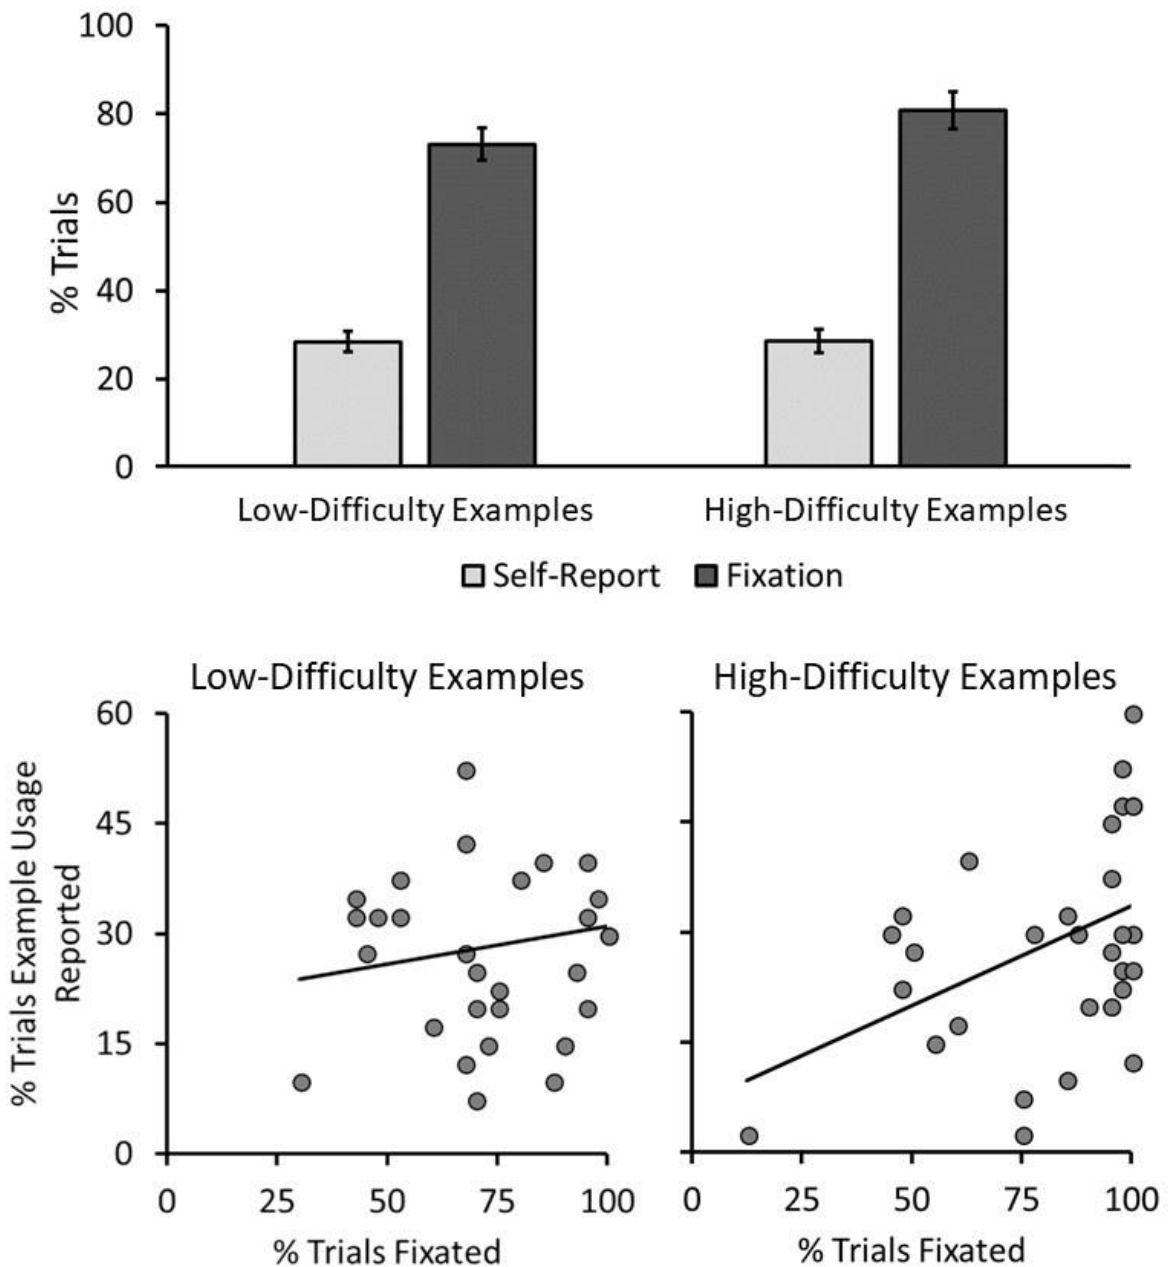 100
80
60
40
20
0
% Trials
Low-Difficulty Examples
High-Difficulty Examples
Self-Report
Fixation
Low-Difficulty Examples
High-Difficulty Examples
% Trials Example Usage
Reported
60
45
30
15
0
0 25 50 75 100
0 25 50 75 100
% Trials Fixated
% Trials Fixated